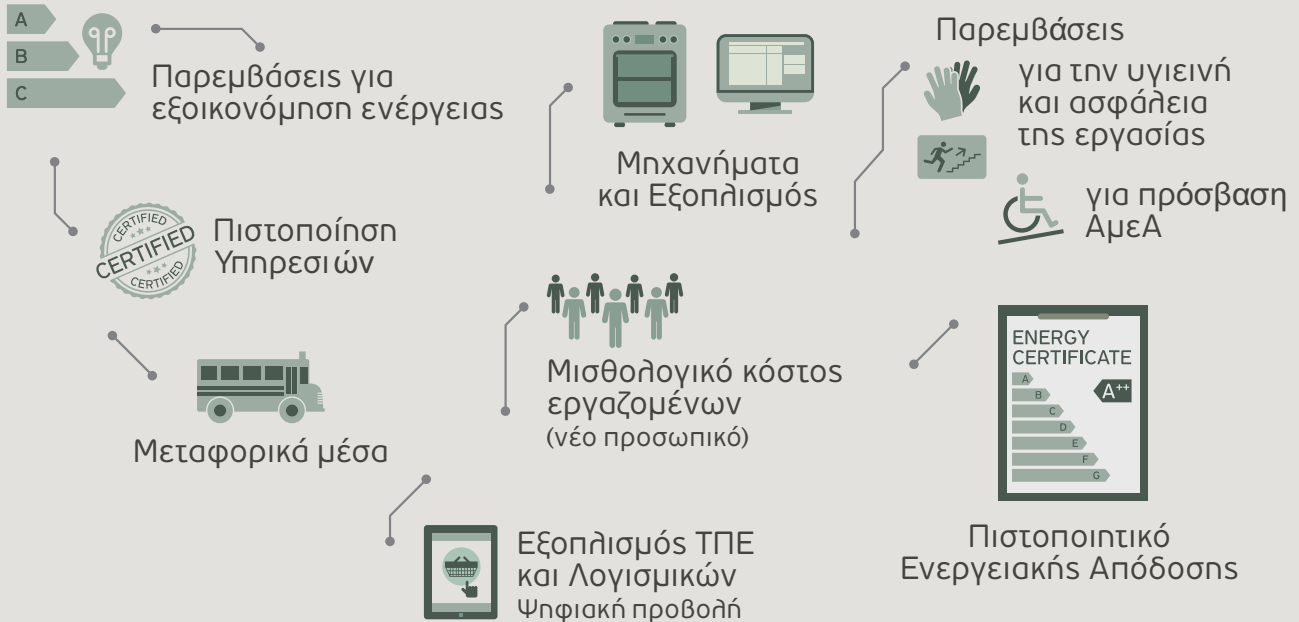 A
B
C
Παρεμβάσεις για
εξοικονόμηση ενέργειας
Μηχανήματα
και Εξοπλισμός
Παρεμβάσεις
για την υγιεινή
και ασφάλεια
της εργασίας
για πρόσβαση
ΑμεΑ
CERTIFIED
CERTIFIED
CERTIFIED
Πιστοποίηση
Υπηρεσιών
Μεταφορικά μέσα
Μισθολογικό κόστος
εργαζομένων
(νέο προσωπικό)
ENERGY
CERTIFICATE
A
A++
B
C
D
E
F
G
Πιστοποιητικό
Ενεργειακής Απόδοσης
Εξοπλισμός ΤΠΕ
και Λογισμικών
Ψηφιακή προβολή